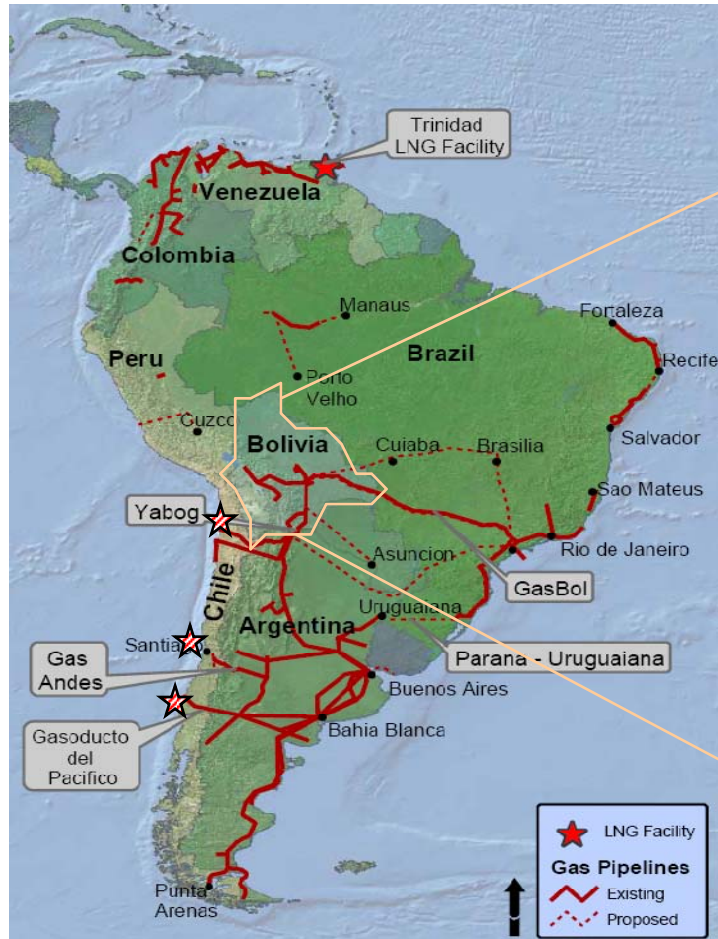 Trinidad
LNG Facility
Venezuela
Colombia
Manaus
Fortaleza
Peru
Brazil
Recife
Porto
Velho
Cuzco
Bolivia
Cuiaba
Brasilia
Salvador
Sao Mateus
Yabog
Asuncion
Rio de Janeiro
GasBol
Chile
Uruguaiana
Argentina
Santiago
Parana - Uruguaiana
Gas
Andes
Buenos Aires
Bahia Blanca
Gasoducto
del
Pacifico
LNG Facility
Gas Pipelines
Existing
Proposed
Punta
Arenas